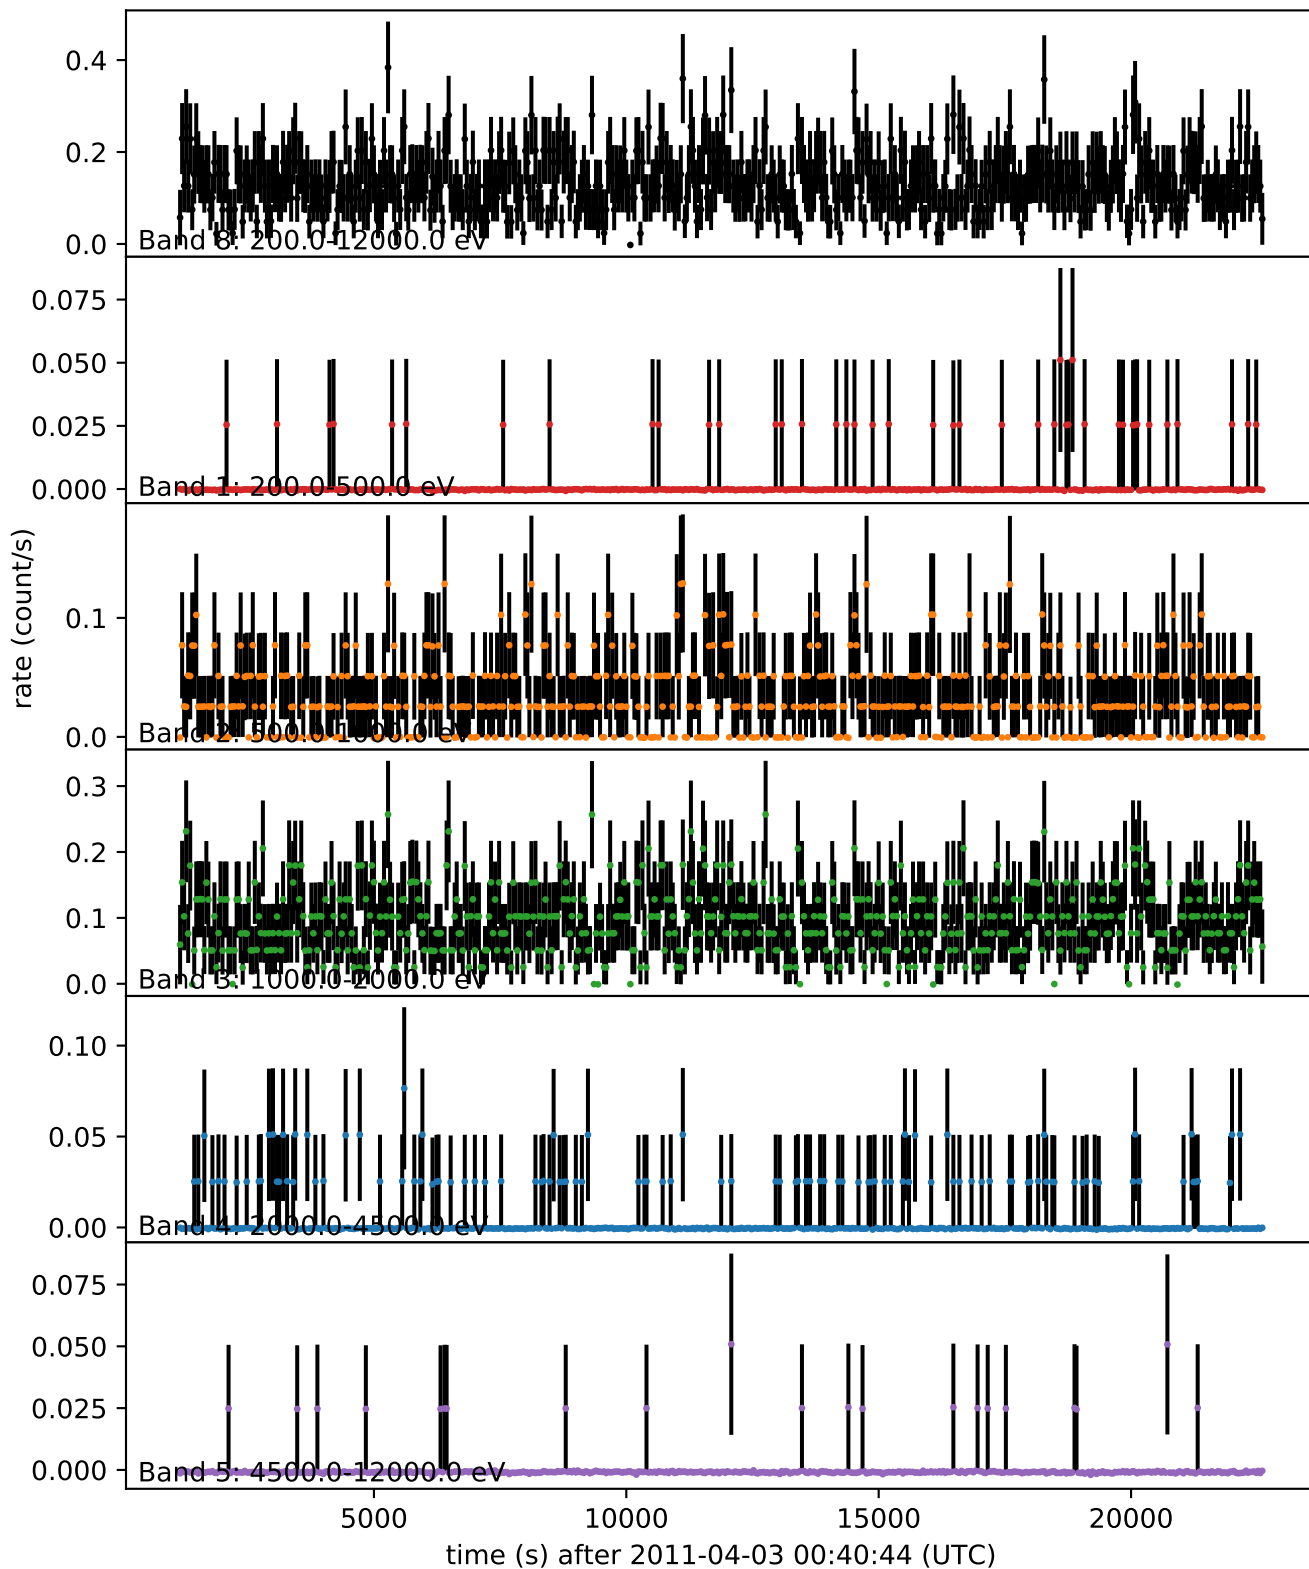 0.4
0.2
0.0
Band 8: 200.0-12000.0 eV
0.075
0.050
0.025
0.000
Band 1: 200.0-500.0 eV
0.1
0.0
Band 2: 500.0-1000.0 eV
rate (count/s)
0.3
0.2
0.1
0.0
Band 3: 1000.0-2000.0 eV
0.10
0.05
0.00
Band 4: 2000.0-4500.0 eV
0.075
0.050
0.025
0.000
Band 5: 4500.0-12000.0 eV
5000 10000 15000 20000
time (s) after 2011-04-03 00:40:44 (UTC)